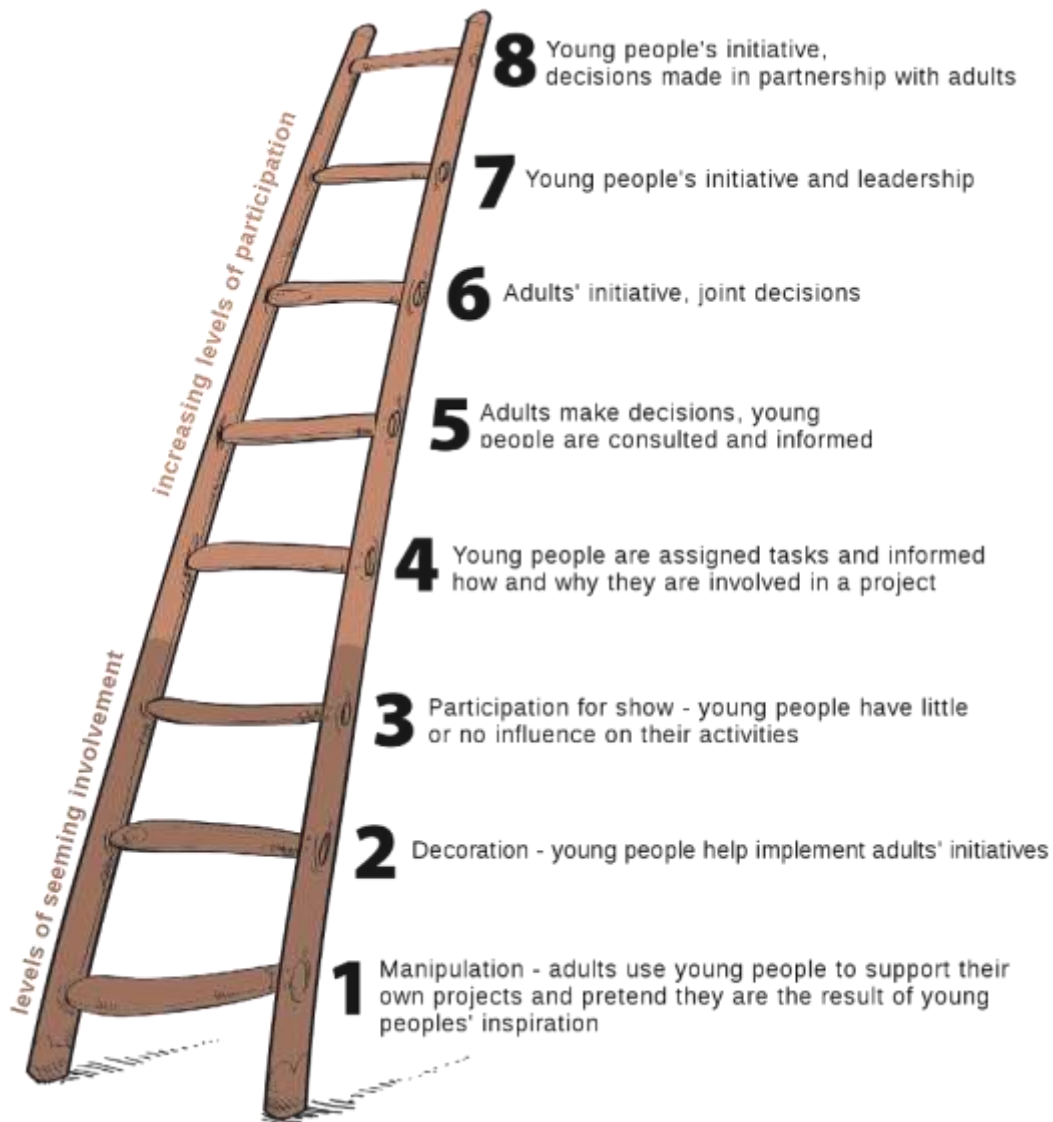 8 Young people's initiative,
decisions made in partnership with adults
7 Young people's initiative and leadership
6 Adults' initiative, joint decisions
5 Adults make decisions, young
people are consulted and informed
4 Young people are assigned tasks and informed
how and why they are involved in a project
3 Participation for show - young people have little
or no influence on their activities
2 Decoration - young people help implement adults' initiatives
1 Manipulation - adults use young people to support their
own projects and pretend they are the result of young
peoples' inspiration
increasing levels of participation
levels of seeming involvement